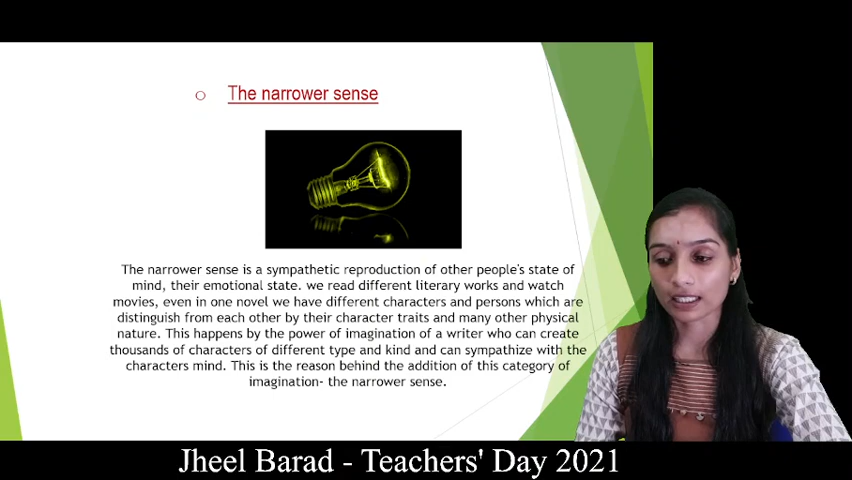 The narrower sense
The narrower sense is a sympathetic reproduction of other people's state of
mind, their emotional state. we read different literary works and watch
movies, even in one novel we have different characters and persons which are
distinguish from each other by their character traits and many other physical
nature. This happens by the power of imagination of a writer who can create
thousands of characters of different type and kind and can sympathize with the
characters mind. This is the reason behind the addition of this category of
imagination- the narrower sense.
Jheel Barad - Teachers' Day 2021